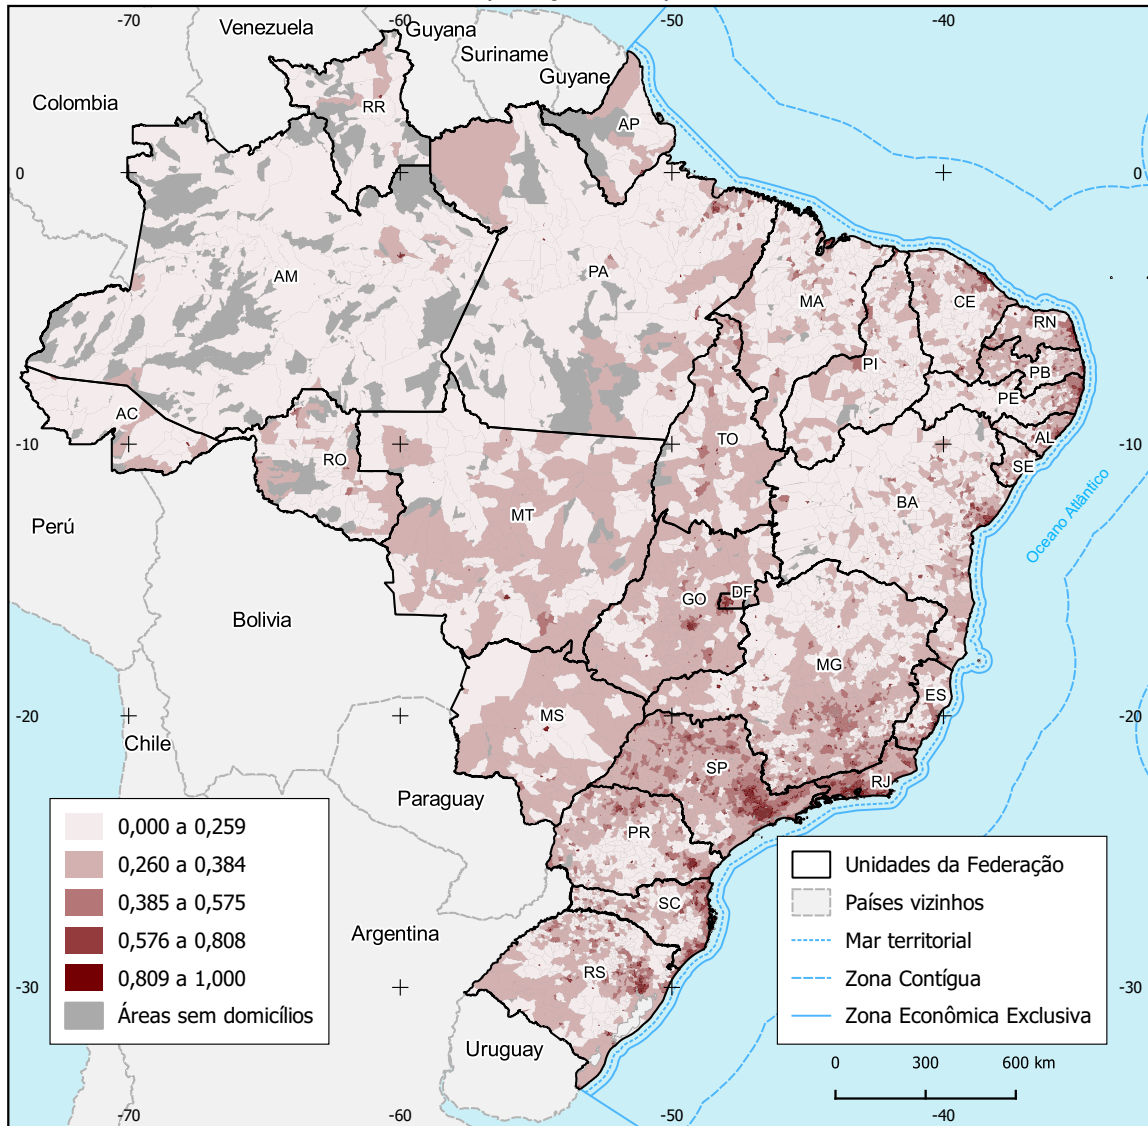 -70
-60
-50
-40
Venezuela
Guyana
Suriname
Guyane
Colombia
RR
AP
0
0
AM
PA
MA
CE
RN
PB
PI
PE
AC
AL
-10
-10
TO
RO
SE
BA
MT
Perú
Oceano Atlântico
GO
DF
Bolivia
MG
ES
-20
-20
MS
Chile
SP
RJ
Paraguay
PR
SC
Argentina
RS
-30
-30
Uruguay
0,000 a 0,259
0,260 a 0,384
0,385 a 0,575
0,576 a 0,808
0,809 a 1,000
Áreas sem domicílios
Unidades da Federação
Países vizinhos
Mar territorial
Zona Contígua
Zona Econômica Exclusiva
0 300 600 km
-70
-60
-50
-40